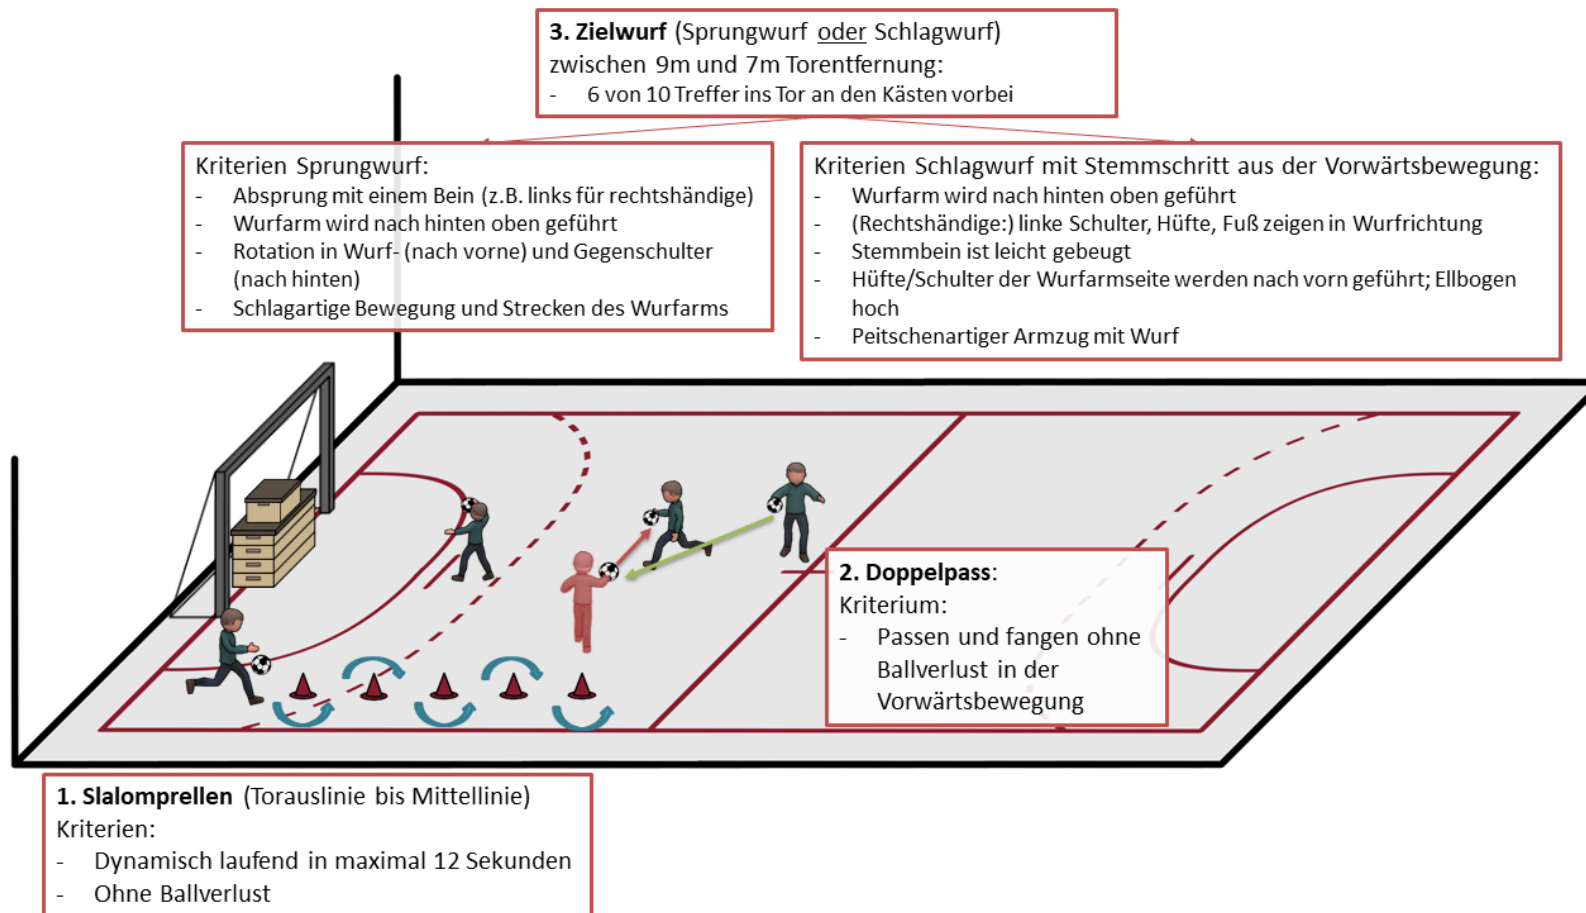 3. Zielwurf (Sprungwurf oder Schlagwurf)
zwischen 9m und 7m Torentfernung:
- 6 von 10 Treffer ins Tor an den Kästen vorbei
Kriterien Sprungwurf:
- Absprung mit einem Bein (z.B. links für rechtshändige)
- Wurfarm wird nach hinten oben geführt
- Rotation in Wurf- (nach vorne) und Gegenschulter
(nach hinten)
- Schlagartige Bewegung und Strecken des Wurfarms
Kriterien Schlagwurf mit Stemmschritt aus der Vorwärtsbewegung:
- Wurfarm wird nach hinten oben geführt
- (Rechtshändige:) linke Schulter, Hüfte, Fuß zeigen in Wurfrichtung
- Stemmbein ist leicht gebeugt
- Hüfte/Schulter der Wurfarmseite werden nach vorn geführt; Ellbogen
hoch
- Peitschenartiger Armzug mit Wurf
2. Doppelpass:
Kriterium:
- Passen und fangen ohne
Ballverlust in der
Vorwärtsbewegung
1. Slalomprellen (Torauslinie bis Mittellinie)
Kriterien:
- Dynamisch laufend in maximal 12 Sekunden
- Ohne Ballverlust